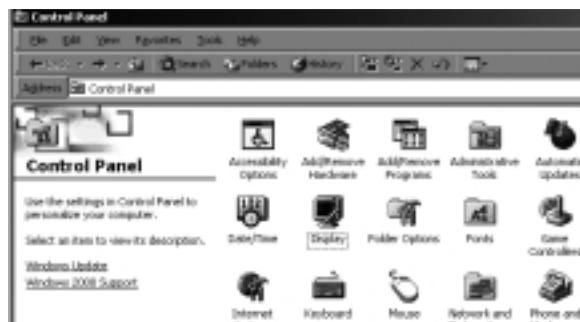 Control Panel
File Edit View Favorites Tools Help
Search Folders History
Address Control Panel
Control Panel
Use the settings in Control Panel to
personalize your computer.
Select an item to view its description.
Windows Update
Windows 2000 Support
Accessibility
Options
Add/Remove
Hardware
Add/Remove
Programs
Administrative
Tools
Automatic
Updates
Date/Time
Display
Folder Options
Fonts
Game
Controllers
Internet
Keyboard
Mouse
Network and
Phone and